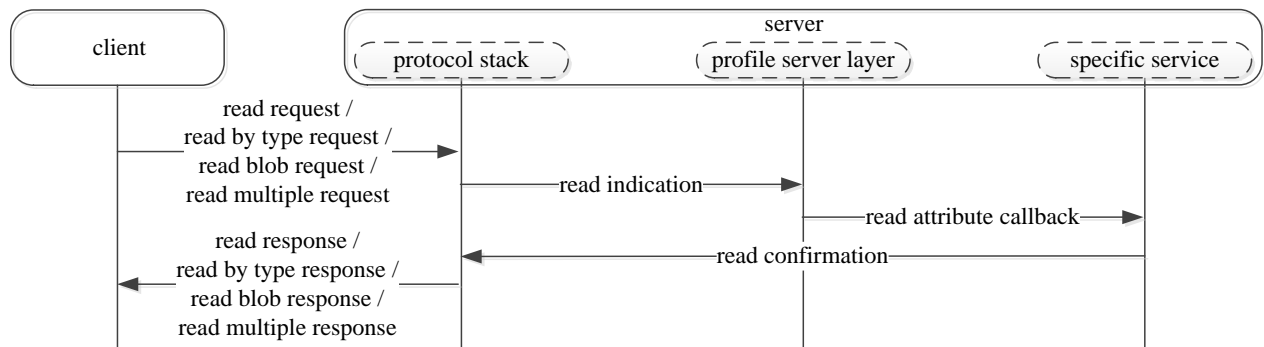 client
server
protocol stack
profile server layer
specific service
read request /
read by type request /
read blob request /
read multiple request
read indication
read attribute callback
read confirmation
read response /
read by type response /
read blob response /
read multiple response